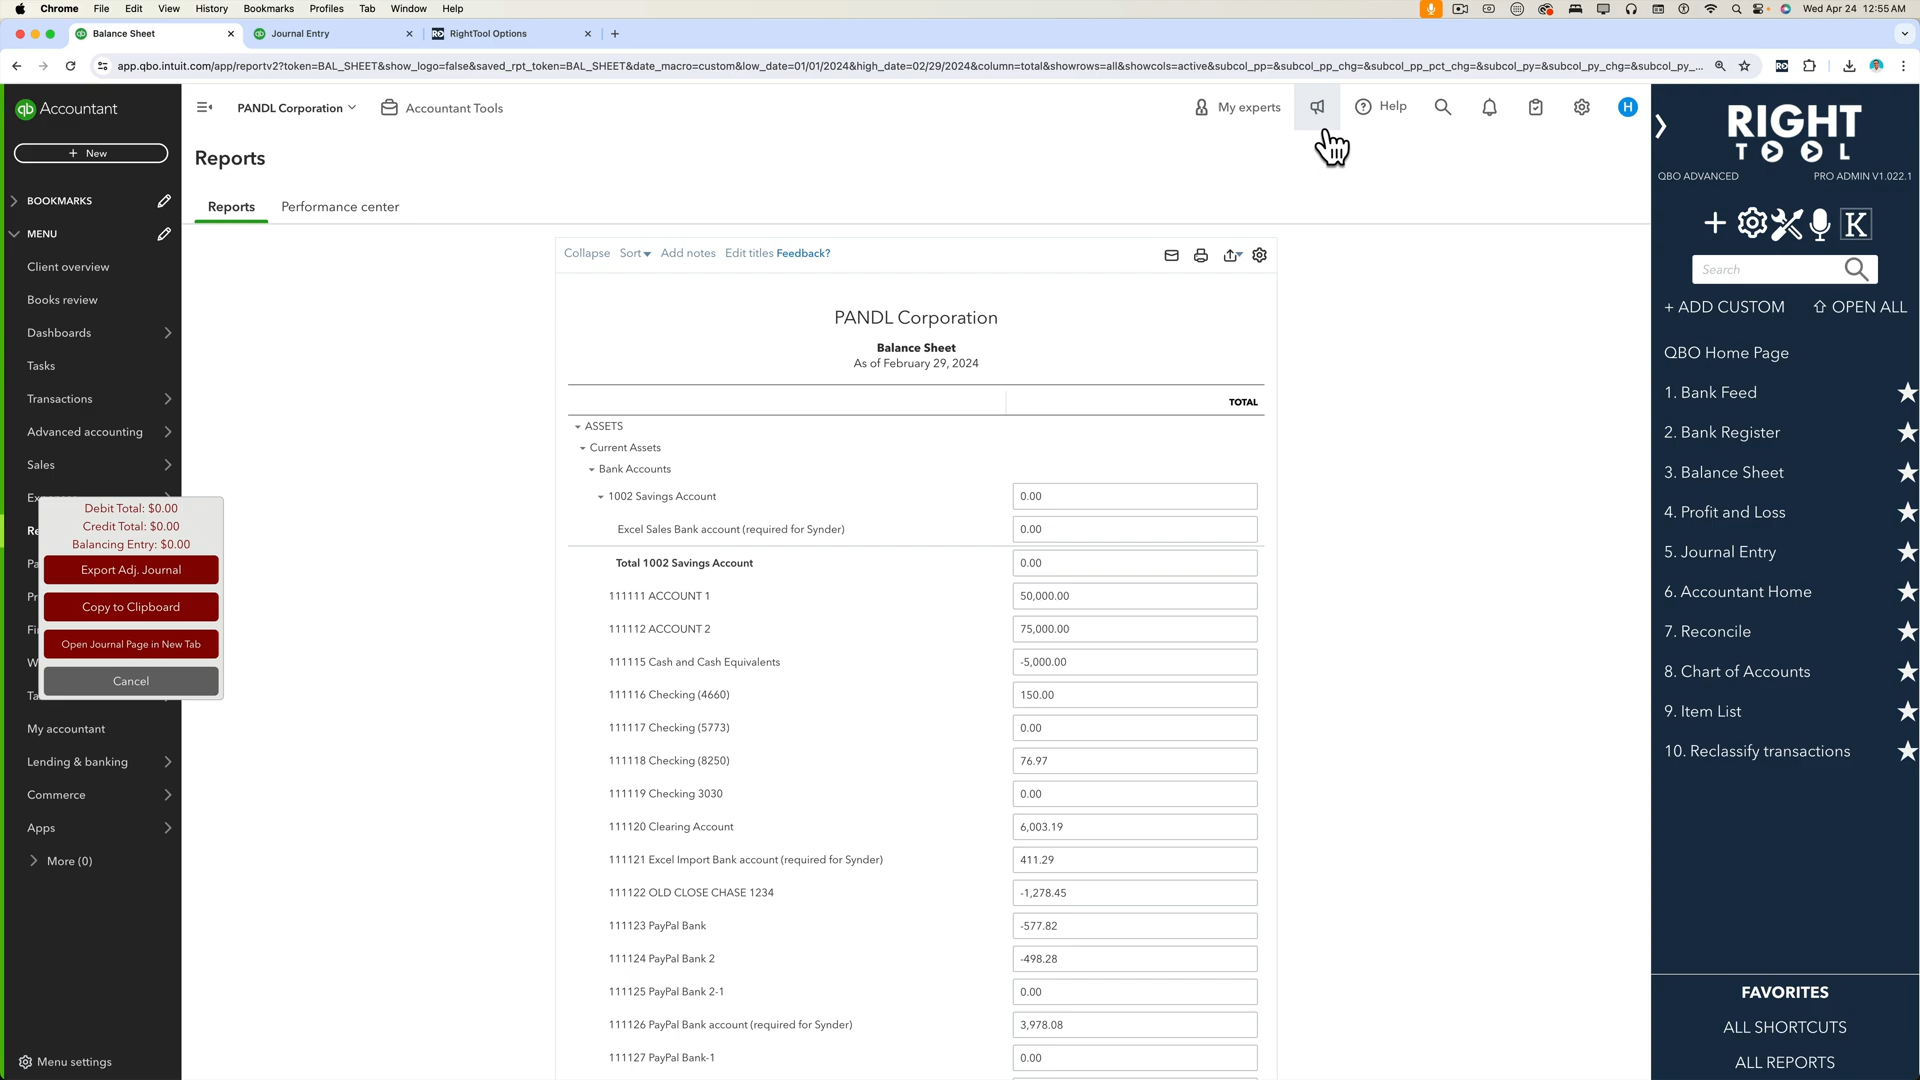 Chrome File Edit View History Bookmarks Profiles Tab Window Help Wed Apr 24 12:55AM
Balance Sheet Journal Entry RightTool Options
app.qbo.intuit.com/app/reportv2?token=BAL_SHEET&show_logo=false&saved_rpt_token=BAL_SHEET&date_macro=custom&low_date=01/01/2024&high_date=02/29/2024&column=total&showrows=all&showcols=active&subcol_pp=&subcol_pp_chg=&subcol_pp_pct_chg=&subcol_py=&subcol_py_chg=&subcol_py_...
qb Accountant
+ New
BOOKMARKS
MENU
Client overview
Books review
Dashboards
Tasks
Transactions
Advanced accounting
Sales
Debit Total: $0.00
Credit Total: $0.00
Balancing Entry: $0.00
Export Adj. Journal
Copy to Clipboard
Open Journal Page in New Tab
Cancel
My accountant
Lending & banking
Commerce
Apps
More (0)
Menu settings
PANDL Corporation Accountant Tools My experts Help H
Reports
Reports Performance center
Collapse Sort Add notes Edit titles Feedback?
PANDL Corporation
Balance Sheet
As of February 29, 2024
TOTAL
ASSETS
Current Assets
Bank Accounts
1002 Savings Account 0.00
Excel Sales Bank account (required for Synder) 0.00
Total 1002 Savings Account 0.00
111111 ACCOUNT 1 50,000.00
111112 ACCOUNT 2 75,000.00
111115 Cash and Cash Equivalents -5,000.00
111116 Checking (4660) 150.00
111117 Checking (5773) 0.00
111118 Checking (8250) 76.97
111119 Checking 3030 0.00
111120 Clearing Account 6,003.19
111121 Excel Import Bank account (required for Synder) 411.29
111122 OLD CLOSE CHASE 1234 -1,278.45
111123 PayPal Bank -577.82
111124 PayPal Bank 2 -498.28
111125 PayPal Bank 2-1 0.00
111126 PayPal Bank account (required for Synder) 3,978.08
111127 PayPal Bank-1 0.00
RIGHT
TOOL
QBO ADVANCED PRO ADMIN V1.022.1
K
Search
+ ADD CUSTOM OPEN ALL
QBO Home Page
1. Bank Feed
2. Bank Register
3. Balance Sheet
4. Profit and Loss
5. Journal Entry
6. Accountant Home
7. Reconcile
8. Chart of Accounts
9. Item List
10. Reclassify transactions
FAVORITES
ALL SHORTCUTS
ALL REPORTS